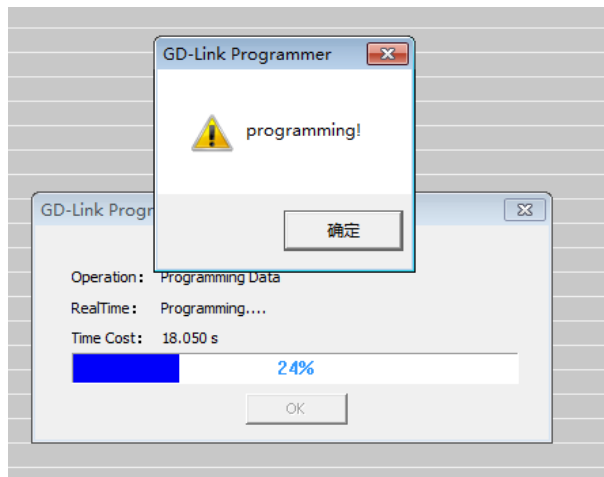 GD-Link Programmer
programming!
确定
GD-Link Progr
Operation: Programming Data
RealTime: Programming....
Time Cost: 18.050 s
24%
OK